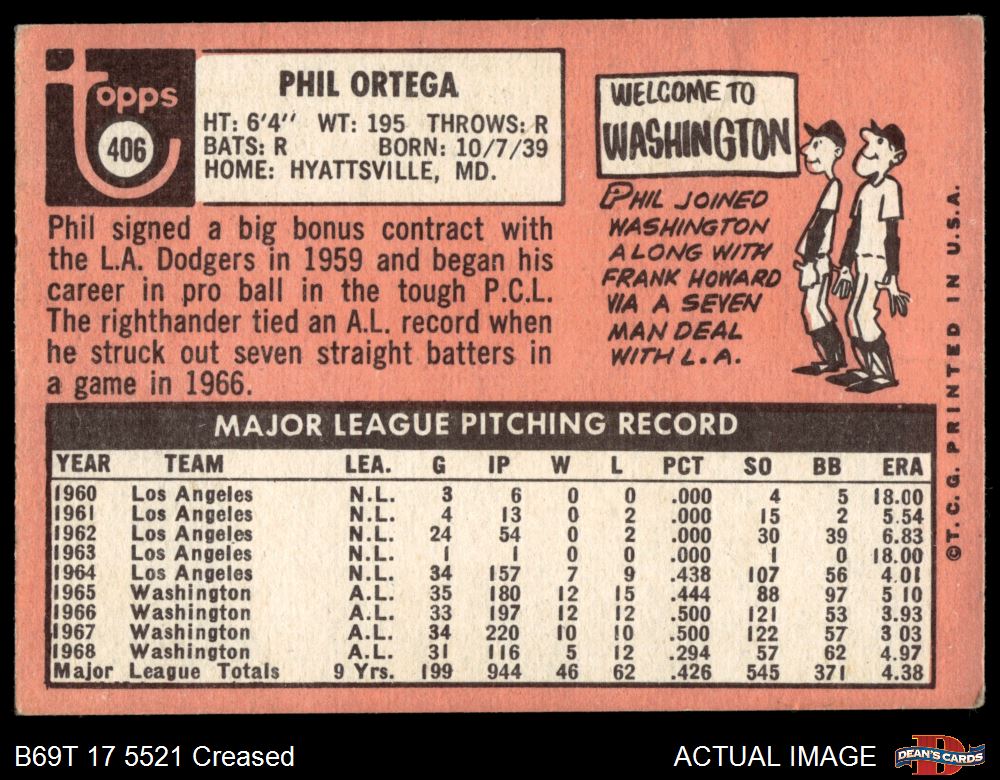 topps
406
PHIL ORTEGA
HT: 6'4" WT: 195 THROWS: R
BATS: R BORN: 10/7/39
HOME: HYATTSVILLE, MD.
Phil signed a big bonus contract with
the L.A. Dodgers in 1959 and began his
career in pro ball in the tough P.C.L.
The righthander tied an A.L. record when
he struck out seven straight batters in
a game in 1966.
WELCOME TO
WASHINGTON
PHIL JOINED
WASHINGTON
ALONG WITH
FRANK HOWARD
VIA A SEVEN
MAN DEAL
WITH L.A.
©T.C.G. PRINTED IN U.S.A.
MAJOR LEAGUE PITCHING RECORD
YEAR TEAM LEA. G IP W L PCT SO BB ERA
1960 Los Angeles N.L. 3 6 0 0 .000 4 5 18.00
1961 Los Angeles N.L. 4 13 0 2 .000 15 2 5.54
1962 Los Angeles N.L. 24 54 0 2 .000 30 39 6.83
1963 Los Angeles N.L. 1 1 0 0 .000 1 0 18.00
1964 Los Angeles N.L. 34 157 7 9 .438 107 56 4.01
1965 Washington A.L. 35 180 12 15 .444 88 97 5 10
1966 Washington A.L. 33 197 12 12 .500 121 53 3.93
1967 Washington A.L. 34 220 10 10 .500 122 57 3 03
1968 Washington A.L. 31 116 5 12 .294 57 62 4.97
Major League Totals 9 Yrs. 199 944 46 62 .426 545 371 4.38
B69T 17 5521 Creased
ACTUAL IMAGE
DEAN'S CARDS